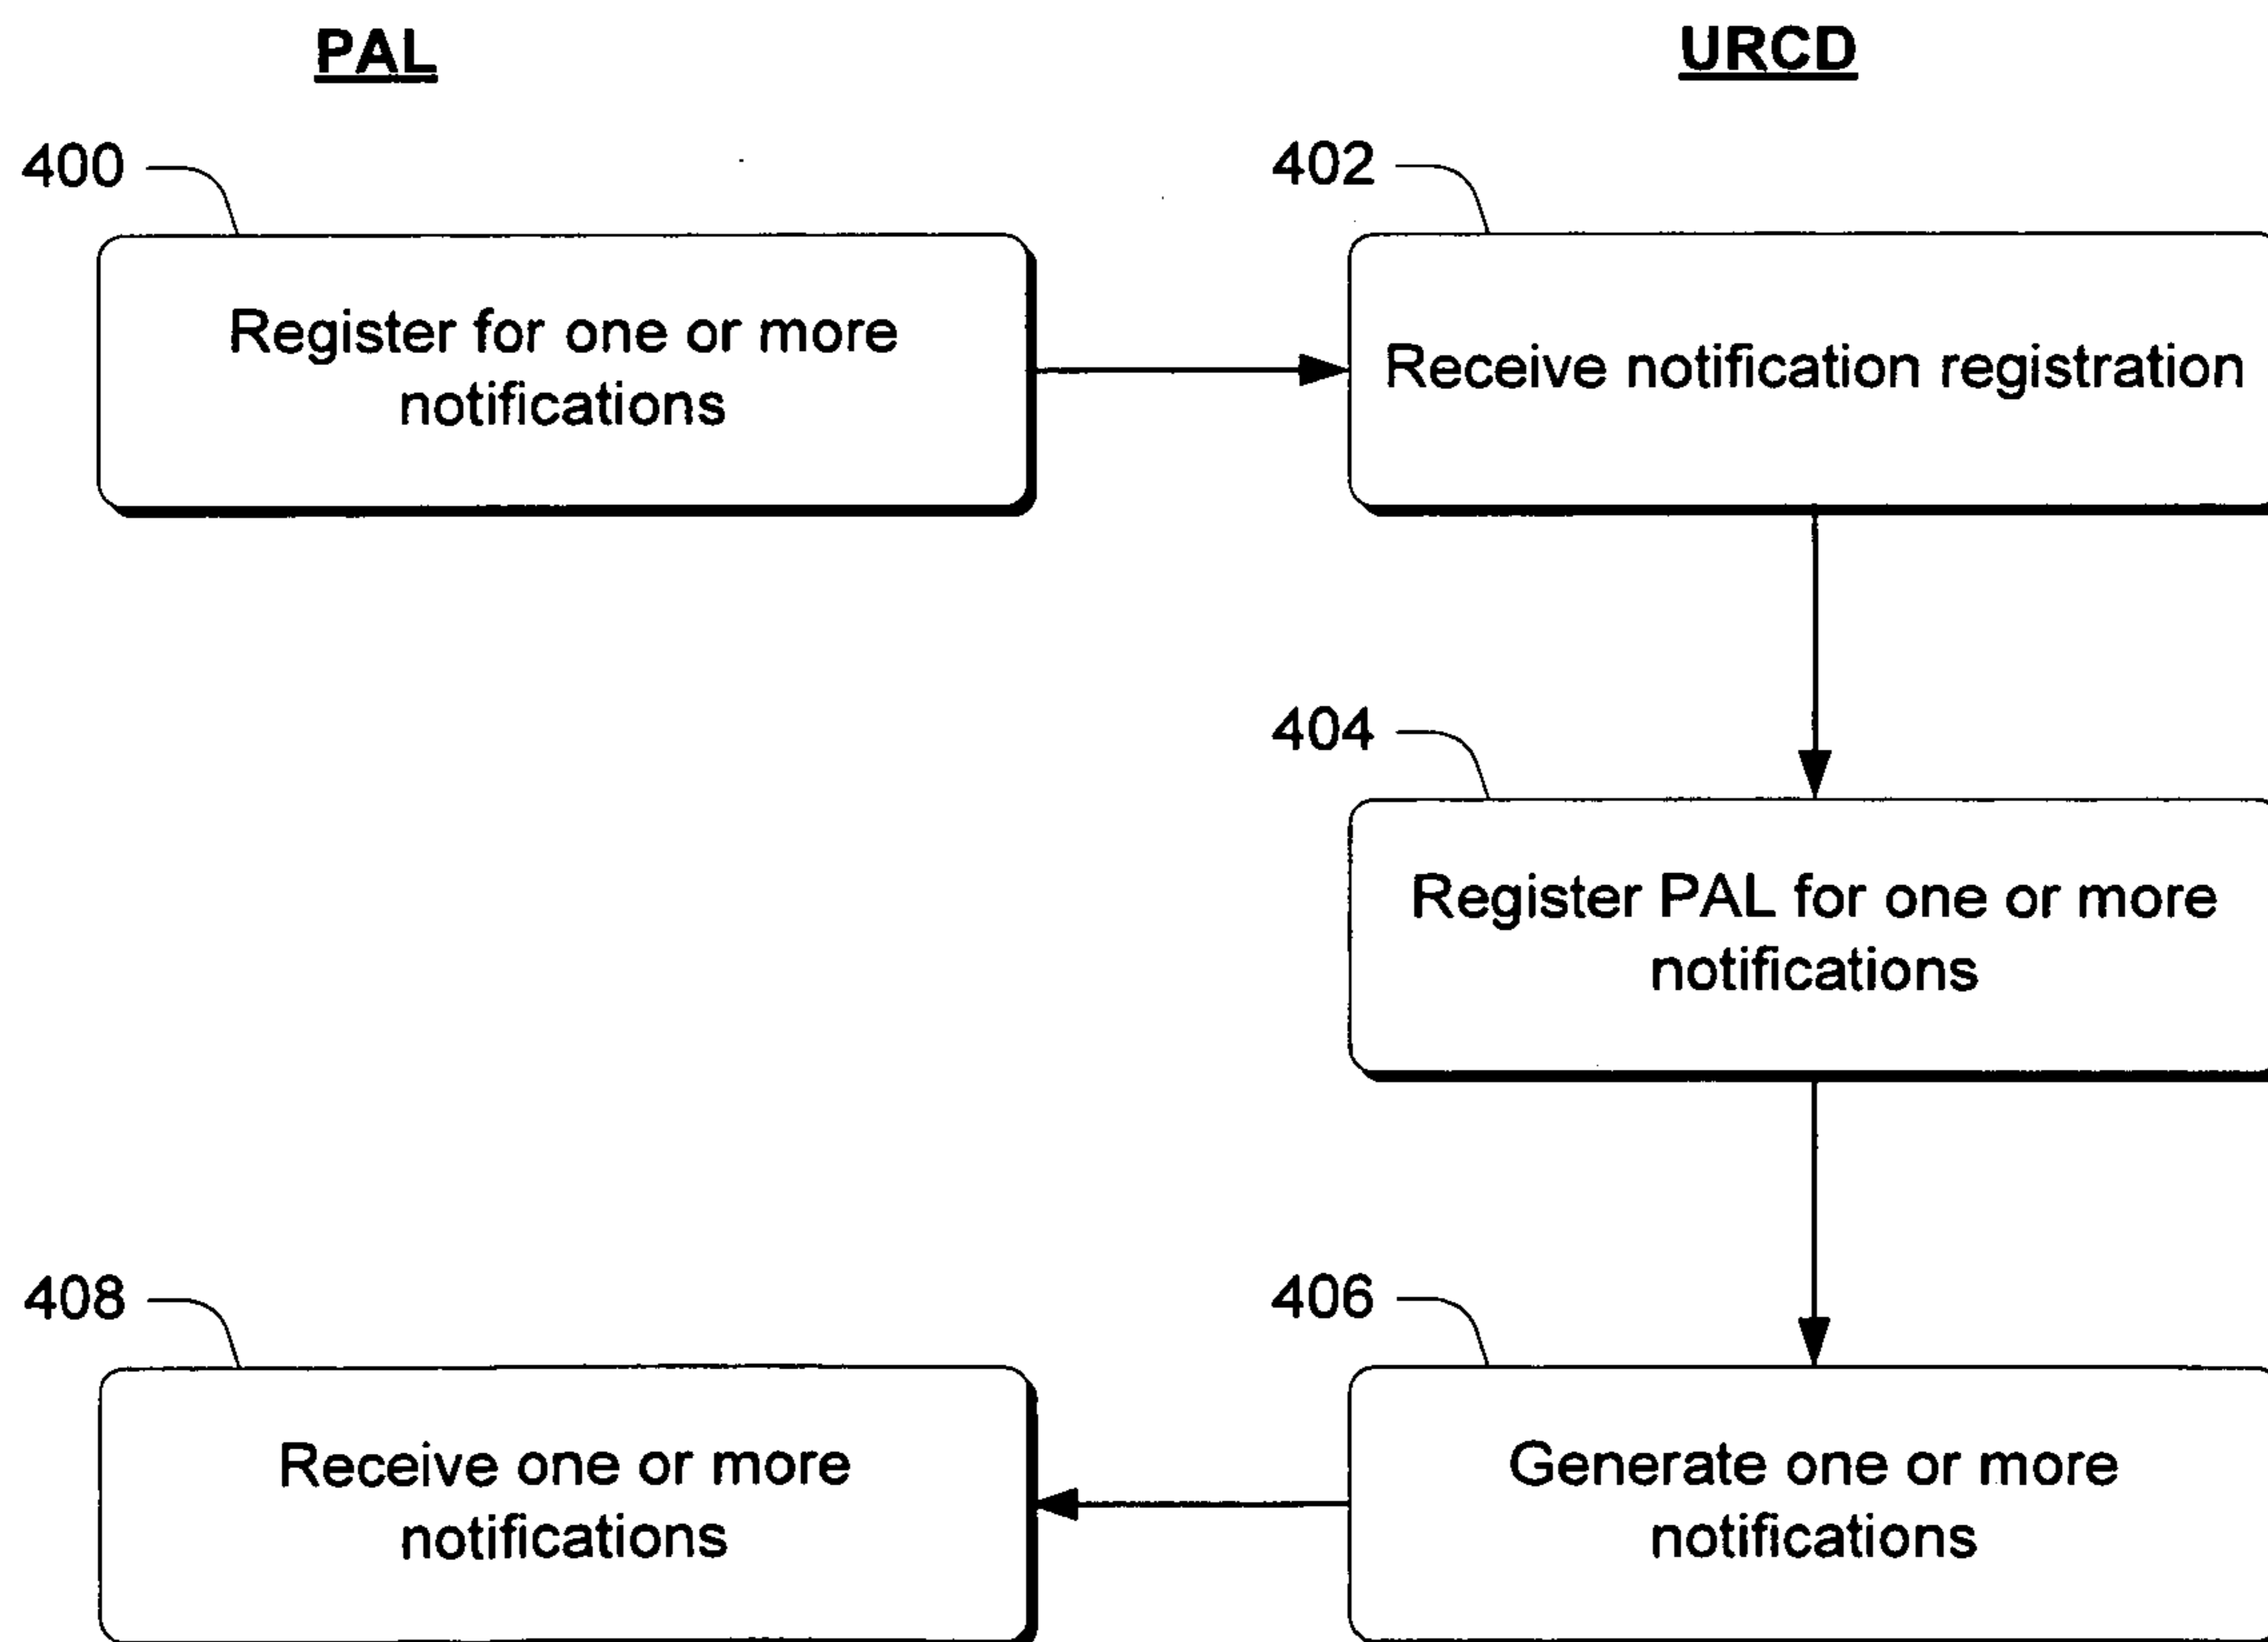 PAL
URCD
400
402
Register for one or more
notifications
Receive notification registration
404
Register PAL for one or more
notifications
408
406
Receive one or more
notifications
Generate one or more
notifications